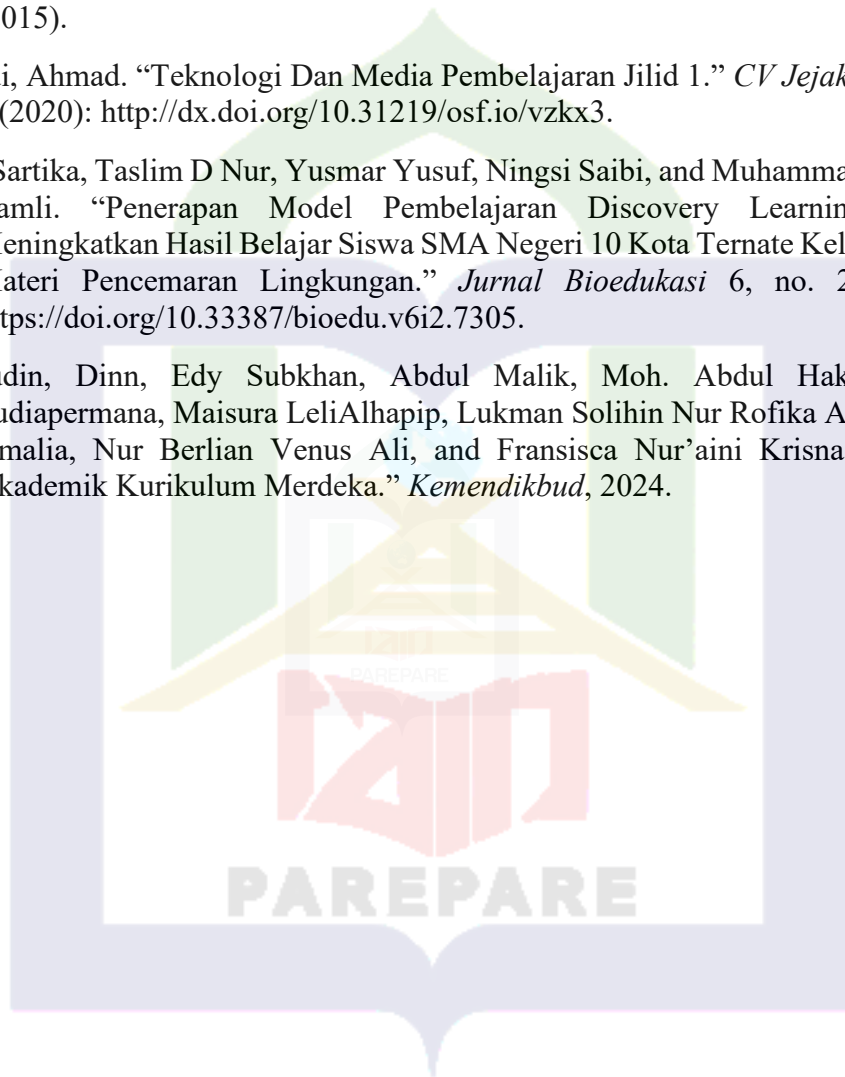 015).
i, Ahmad. “Teknologi Dan Media Pembelajaran Jilid 1.” CV Jejak
(2020): http://dx.doi.org/10.31219/osf.io/vzkx3.
Sartika, Taslim D Nur, Yusmar Yusuf, Ningsi Saibi, and Muhamma
amli. “Penerapan Model Pembelajaran Discovery Learnin
Meningkatkan Hasil Belajar Siswa SMA Negeri 10 Kota Ternate Kel
Materi Pencemaran Lingkungan.” Jurnal Bioedukasi 6, no. 2
ttps://doi.org/10.33387/bioedu.v6i2.7305.
udin, Dinn, Edy Subkhan, Abdul Malik, Moh. Abdul Hak
udiapermana, Maisura LeliAlhapip, Lukman Solihin Nur Rofika A
malia, Nur Berlian Venus Ali, and Fransisca Nur’aini Krisna
kademik Kurikulum Merdeka.” Kemendikbud, 2024.
IAIN
PAREPARE
IAIN
PAREPARE